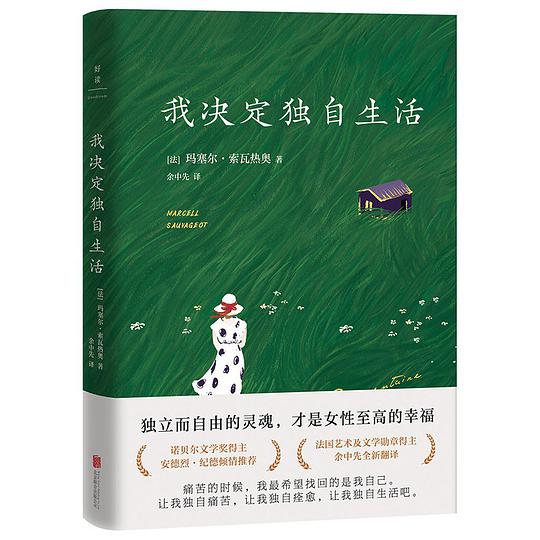 好读
我决定独自生活
[法] 玛塞尔·索瓦热奥
余中先 译
我决定独自生活
[法] 玛塞尔·索瓦热奥 著
余中先 译
MARCELL
SAUVAGEOT
独立而自由的灵魂，才是女性至高的幸福
诺贝尔文学奖得主
安德烈·纪德倾情推荐
法国艺术及文学勋章得主
余中先全新翻译
痛苦的时候，我最希望找回的是我自己。
让我独自痛苦，让我独自痊愈，让我独自生活吧。